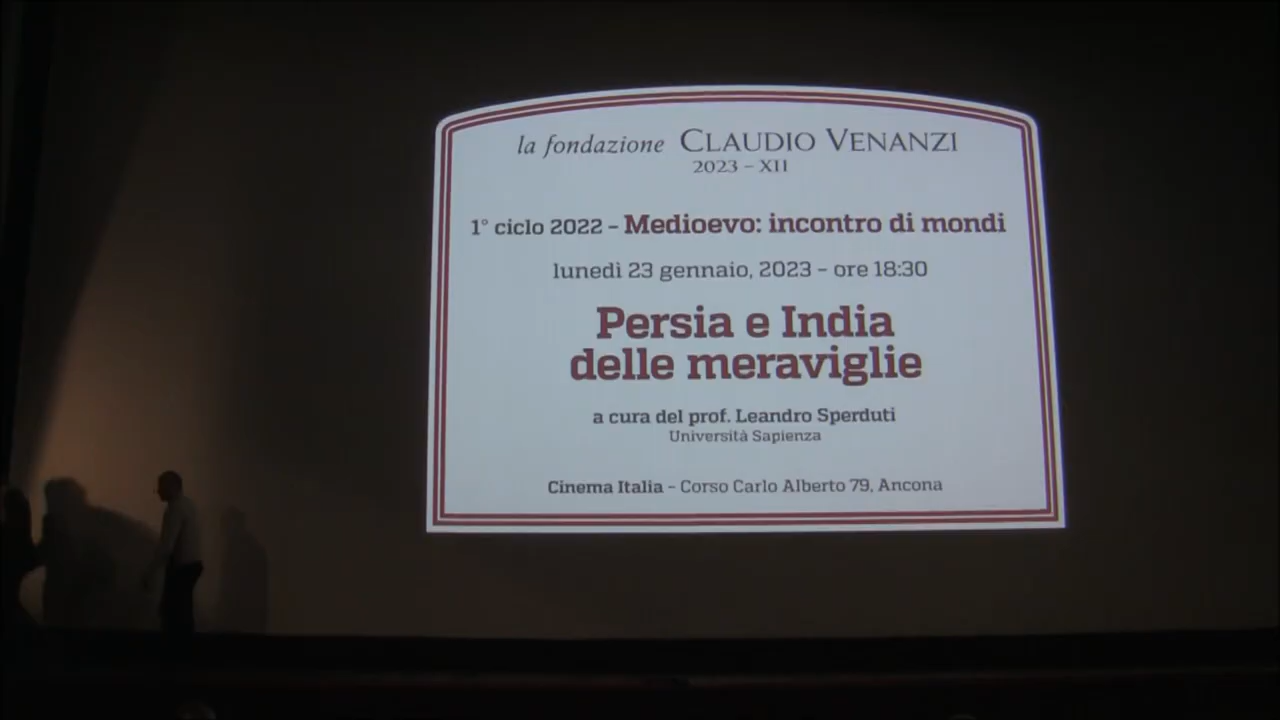 la fondazione CLAUDIO VENANZI
2023 – XII
1° ciclo 2022 – Medioevo: incontro di mondi
lunedì 23 gennaio, 2023 – ore 18:30
Persia e India
delle meraviglie
a cura del prof. Leandro Sperduti
Università Sapienza
Cinema Italia – Corso Carlo Alberto 79, Ancona